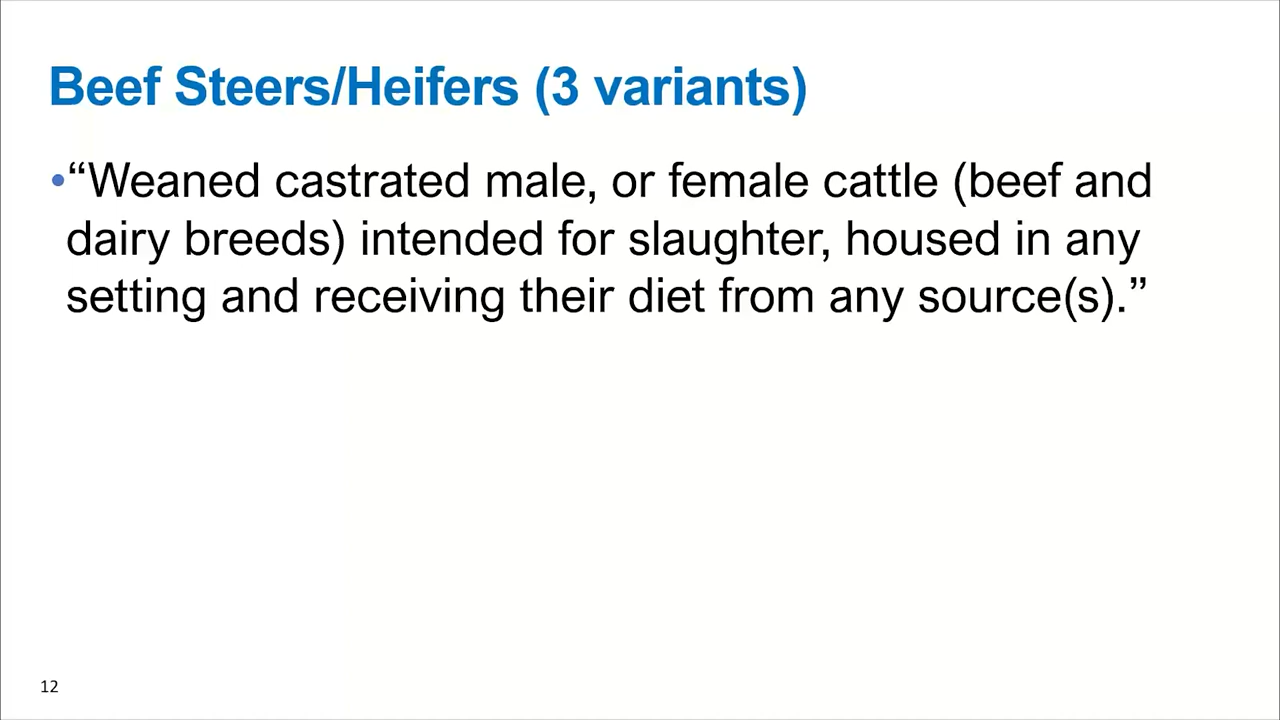 Beef Steers/Heifers (3 variants)
•“Weaned castrated male, or female cattle (beef and
dairy breeds) intended for slaughter, housed in any
setting and receiving their diet from any source(s).”
12